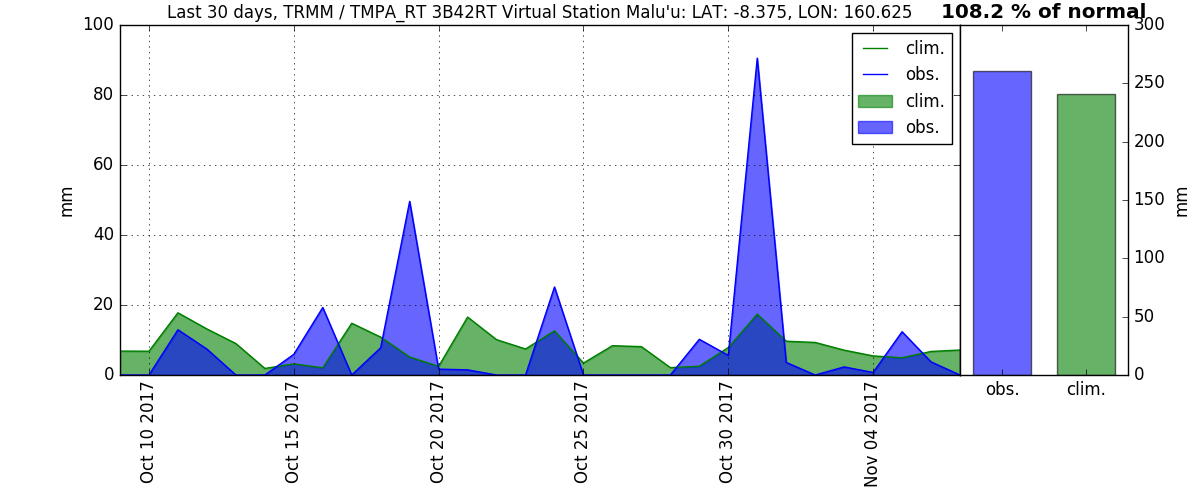 Last 30 days, TRMM / TMPA_RT 3B42RT Virtual Station Malu'u: LAT: -8.375, LON: 160.625
108.2 % of normal
100
80
60
40
20
0
mm
clim.
obs.
clim.
obs.
Oct 10 2017
Oct 15 2017
Oct 20 2017
Oct 25 2017
Oct 30 2017
Nov 04 2017
300
250
200
150
100
50
0
mm
obs.
clim.